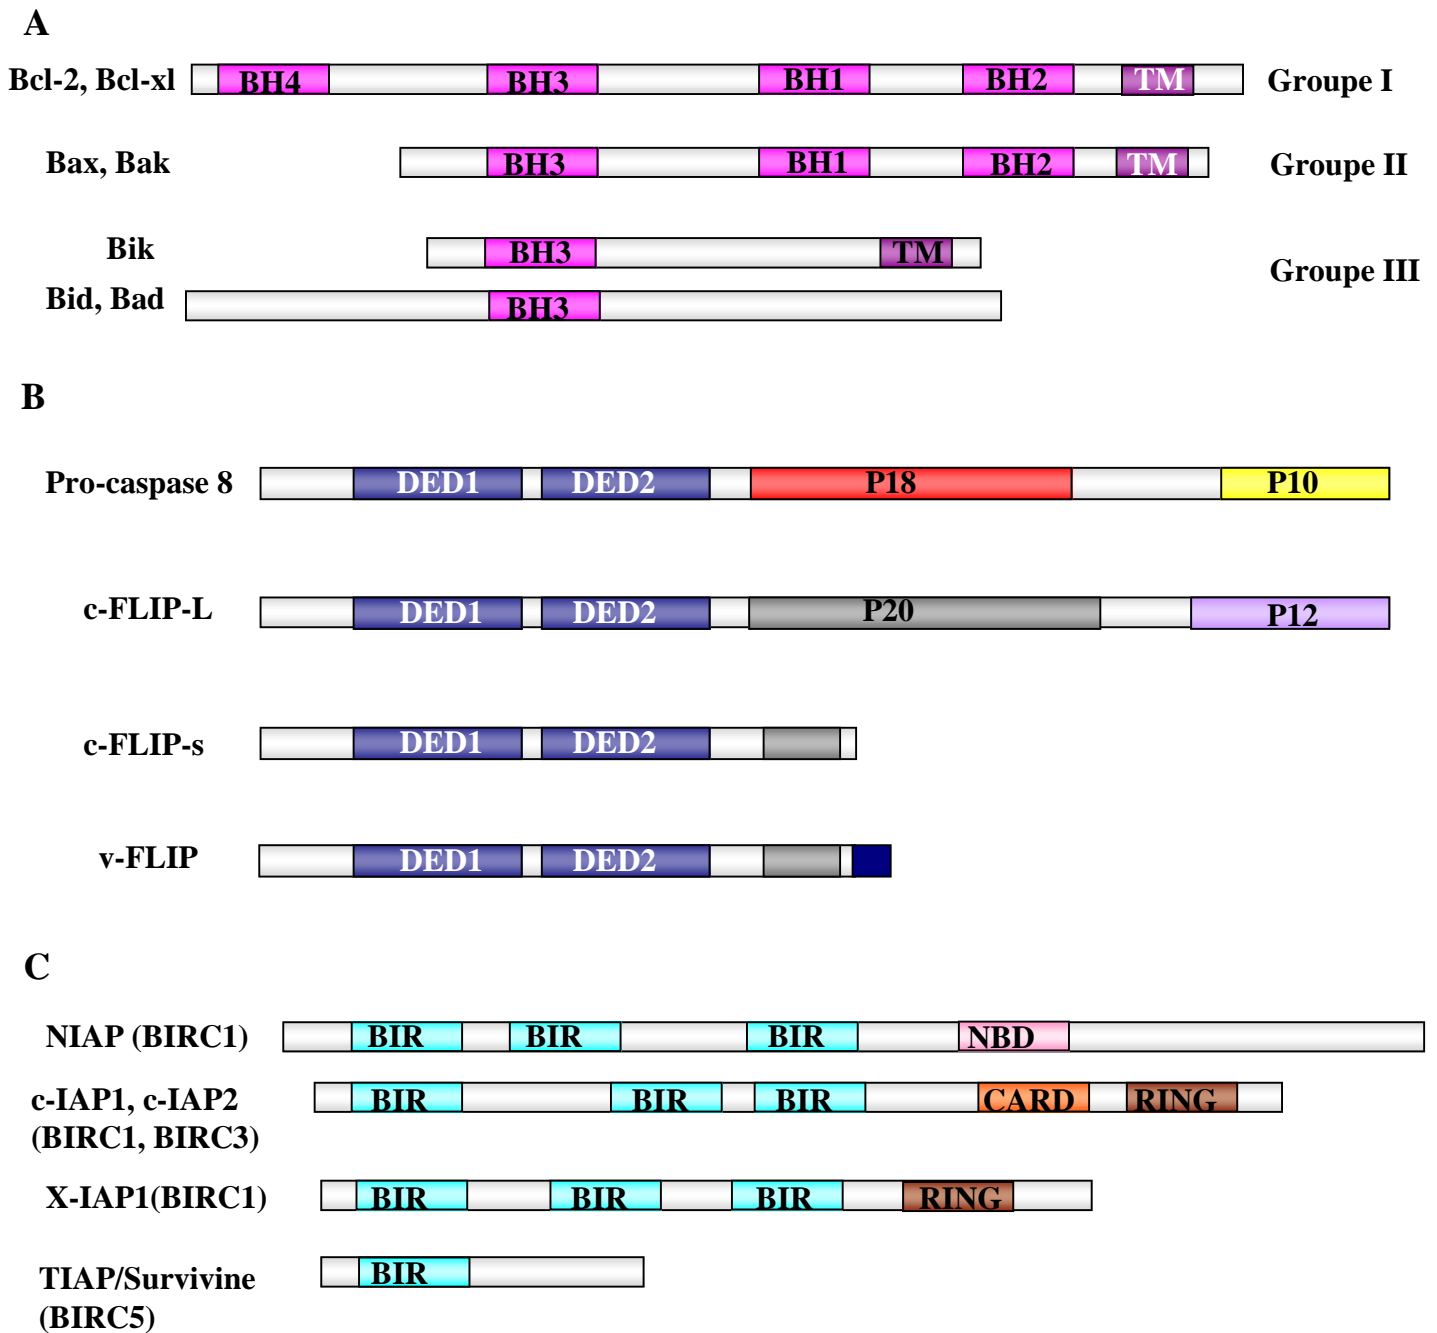 A
Bcl-2, Bcl-xl BH4 BH3 BH1 BH2 TM Groupe I
Bax, Bak BH3 BH1 BH2 TM Groupe II
Bik BH3 TM
Groupe III
Bid, Bad BH3
B
Pro-caspase 8 DED1 DED2 P18 P10
c-FLIP-L DED1 DED2 P20 P12
c-FLIP-s DED1 DED2
v-FLIP DED1 DED2
C
NIAP (BIRC1) BIR BIR BIR NBD
c-IAP1, c-IAP2 BIR BIR BIR CARD RING
(BIRC1, BIRC3)
X-IAP1(BIRC1) BIR BIR BIR RING
TIAP/Survivine BIR
(BIRC5)